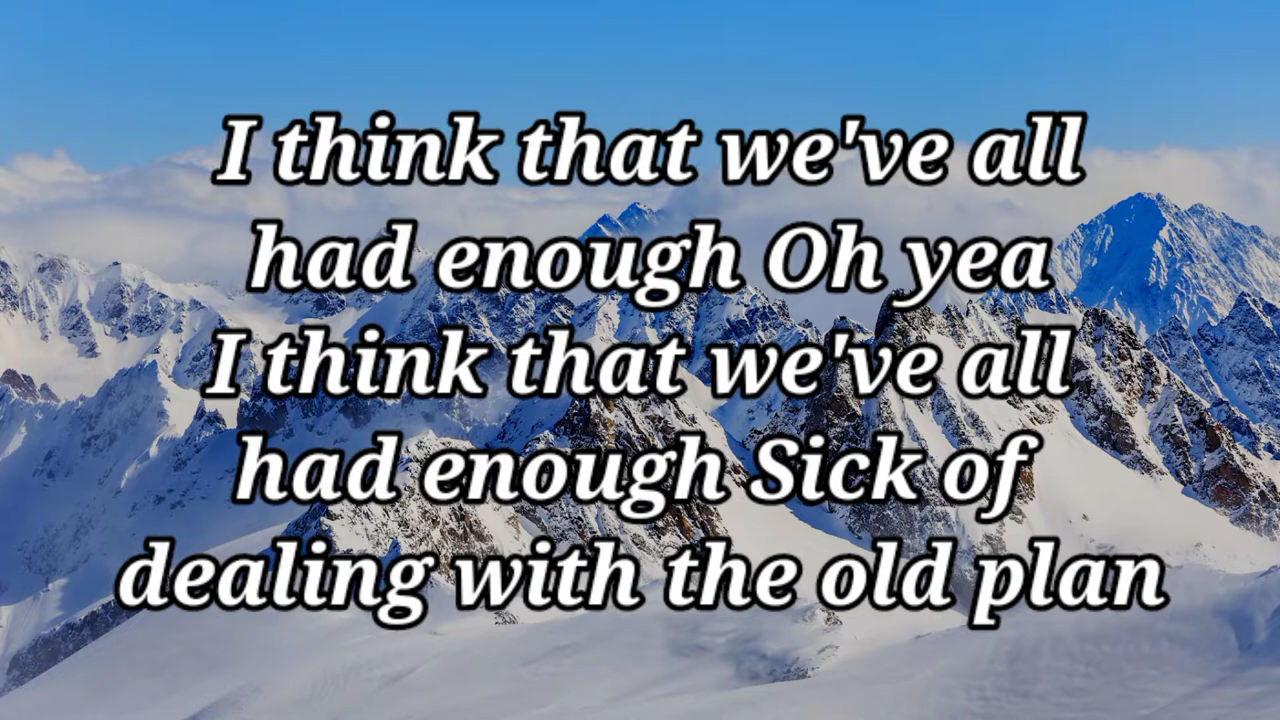 I think that we've all
had enough Oh yea
I think that we've all
had enough Sick of
dealing with the old plan